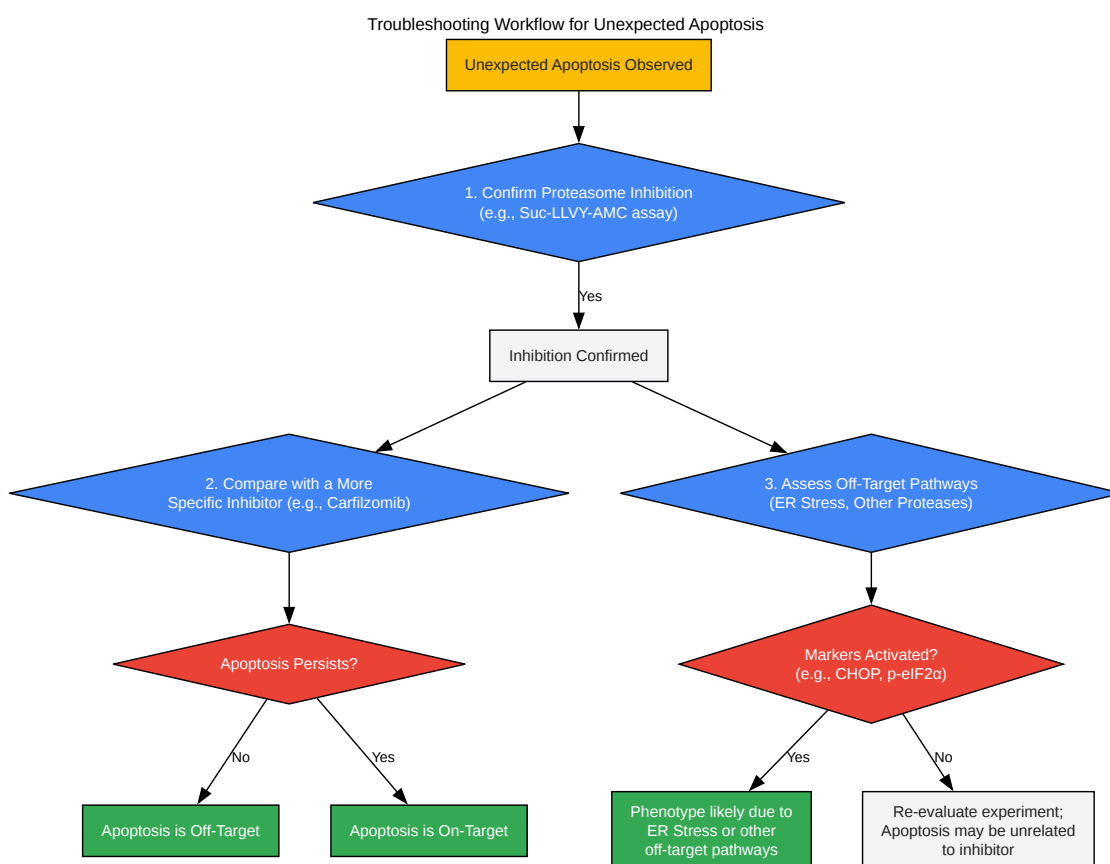 Troubleshooting Workflow for Unexpected Apoptosis
Unexpected Apoptosis Observed
1. Confirm Proteasome Inhibition
(e.g., Suc-LLVY-AMC assay)
Yes
Inhibition Confirmed
2. Compare with a More
Specific Inhibitor (e.g., Carfilzomib)
3. Assess Off-Target Pathways
(ER Stress, Other Proteases)
Apoptosis Persists?
Markers Activated?
(e.g., CHOP, p-eIF2α)
No
Yes
Yes
No
Apoptosis is Off-Target
Apoptosis is On-Target
Phenotype likely due to
ER Stress or other
off-target pathways
Re-evaluate experiment;
Apoptosis may be unrelated
to inhibitor